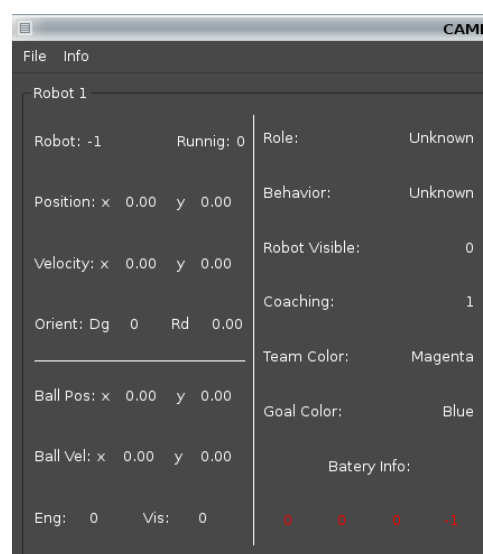 CAMB
File Info
Robot 1
Robot: -1 Runnig: 0
Position: x 0.00 y 0.00
Velocity: x 0.00 y 0.00
Orient: Dg 0 Rd 0.00
Ball Pos: x 0.00 y 0.00
Ball Vel: x 0.00 y 0.00
Eng: 0 Vis: 0
Role: Unknown
Behavior: Unknown
Robot Visible: 0
Coaching: 1
Team Color: Magenta
Goal Color: Blue
Batery Info:
0 0 0 -1